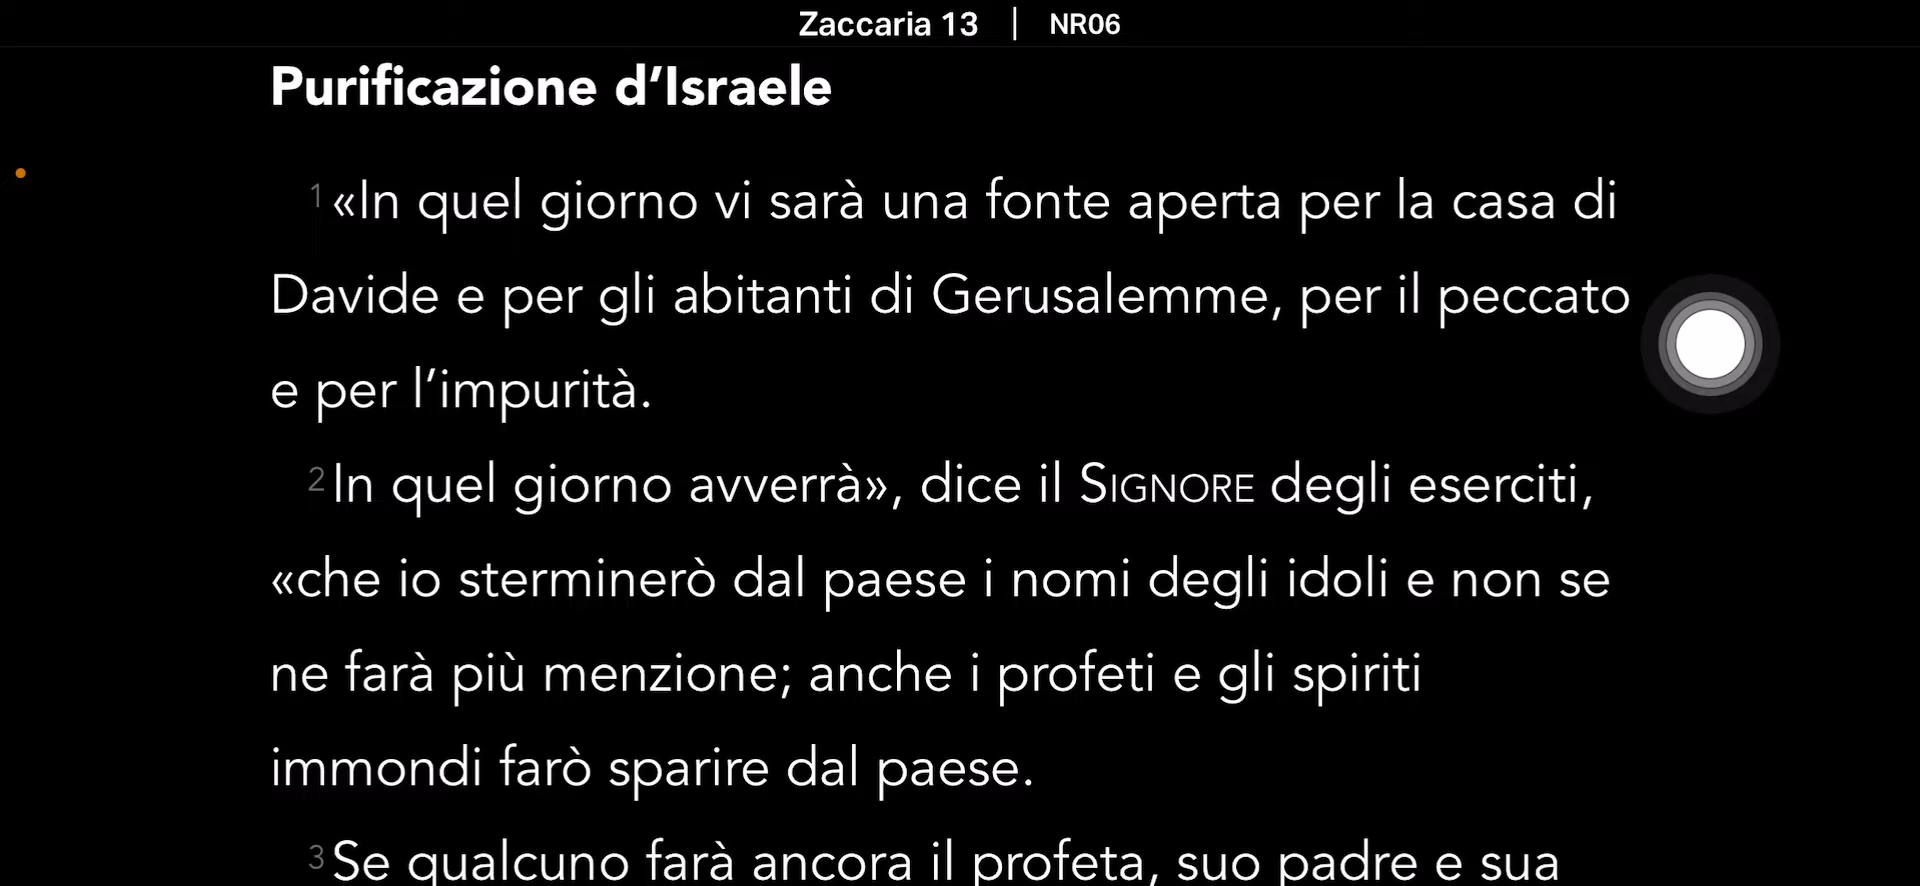 Zaccaria 13 | NR06
Purificazione d’Israele
1 «In quel giorno vi sarà una fonte aperta per la casa di
Davide e per gli abitanti di Gerusalemme, per il peccato
e per l’impurità.
2 In quel giorno avverrà», dice il SIGNORE degli eserciti,
«che io sterminerò dal paese i nomi degli idoli e non se
ne farà più menzione; anche i profeti e gli spiriti
immondi farò sparire dal paese.
3 Se qualcuno farà ancora il profeta, suo padre e sua